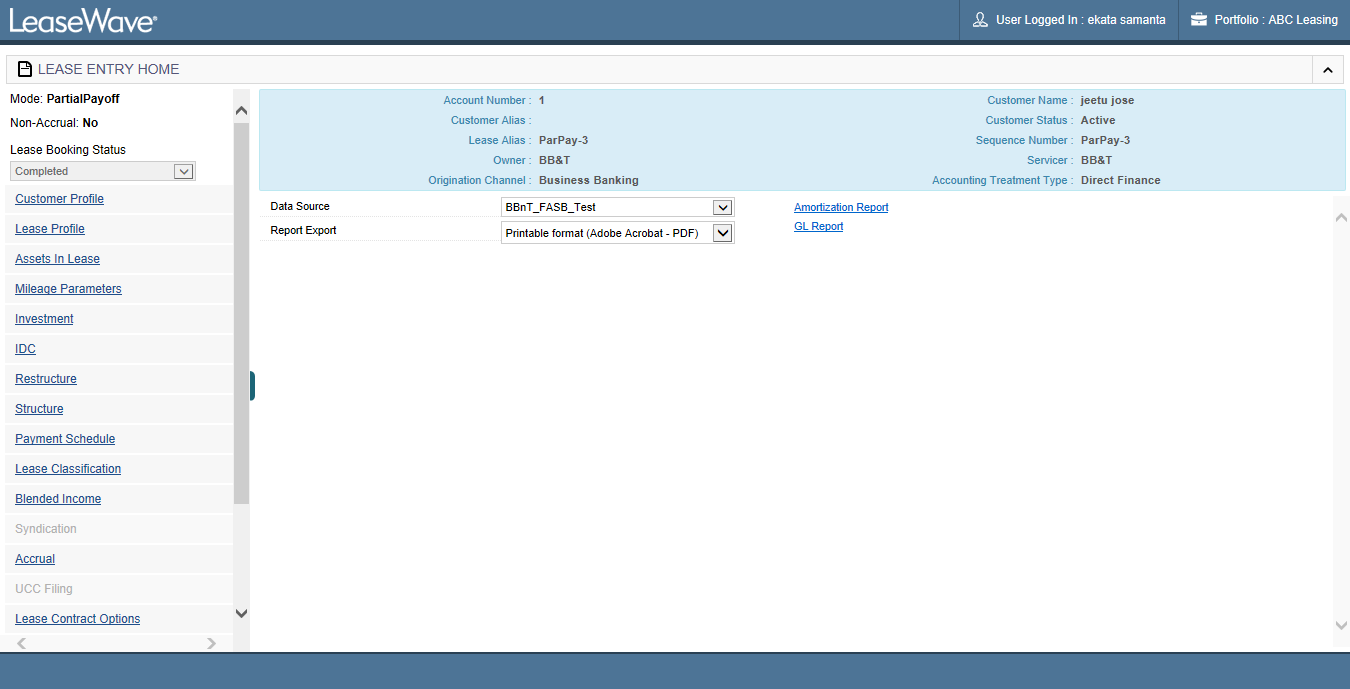 LeaseWave®
User Logged In : ekata samanta
Portfolio : ABC Leasing
LEASE ENTRY HOME
Mode: PartialPayoff
Non-Accrual: No
Lease Booking Status
Completed
Customer Profile
Lease Profile
Assets In Lease
Mileage Parameters
Investment
IDC
Restructure
Structure
Payment Schedule
Lease Classification
Blended Income
Syndication
Accrual
UCC Filing
Lease Contract Options
Account Number : 1
Customer Name : jeetu jose
Customer Alias :
Customer Status : Active
Lease Alias : ParPay-3
Sequence Number : ParPay-3
Owner : BB&T
Servicer : BB&T
Origination Channel : Business Banking
Accounting Treatment Type : Direct Finance
Data Source BBnT_FASB_Test Amortization Report
Report Export Printable format (Adobe Acrobat - PDF) GL Report